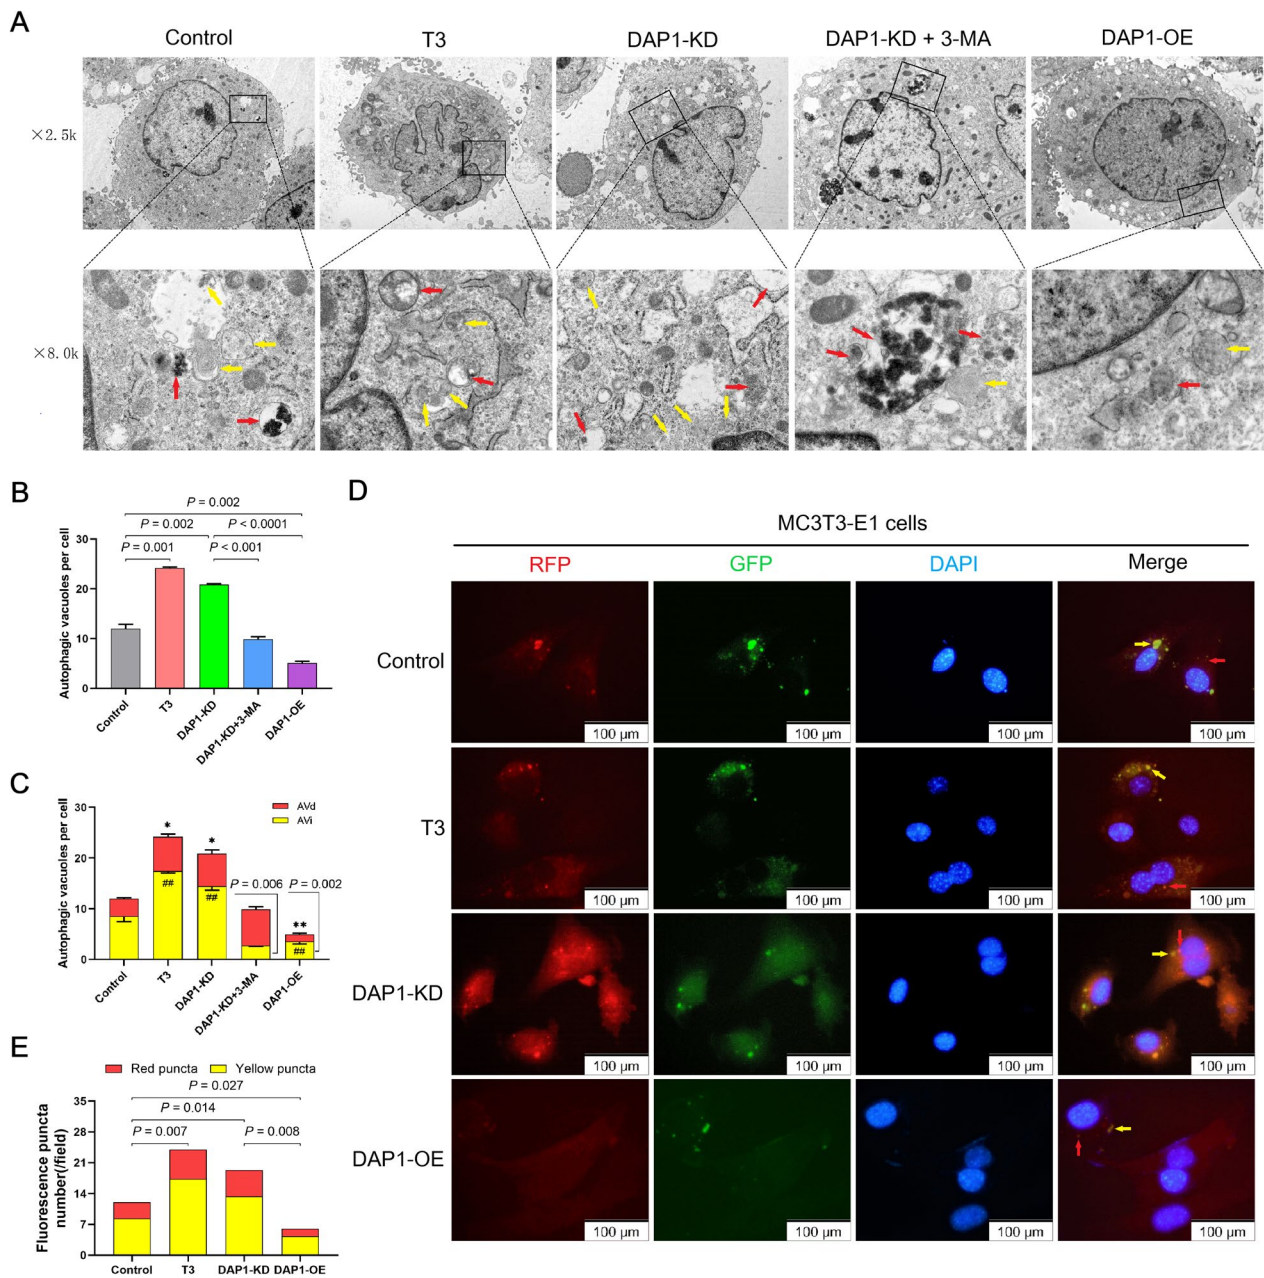 A
Control
T3
DAP1-KD
DAP1-KD + 3-MA
DAP1-OE
×2.5k
×8.0k
B
P = 0.002
P = 0.002
P < 0.0001
P = 0.001
P < 0.001
Autophagic vacuoles per cell
30
20
10
0
Control
T3
DAP1-KD
DAP1-KD+3-MA
DAP1-OE
C
AVd
AVi
Autophagic vacuoles per cell
30
20
10
0
*
*
**
##
##
##
P = 0.006
P = 0.002
Control
T3
DAP1-KD
DAP1-KD+3-MA
DAP1-OE
D
MC3T3-E1 cells
RFP
GFP
DAPI
Merge
Control
100 μm
100 μm
100 μm
100 μm
T3
100 μm
100 μm
100 μm
100 μm
DAP1-KD
100 μm
100 μm
100 μm
100 μm
DAP1-OE
100 μm
100 μm
100 μm
100 μm
E
Red puncta
Yellow puncta
P = 0.027
P = 0.014
P = 0.007
P = 0.008
Fluorescence puncta
number(/field)
35
28
21
14
7
0
Control
T3
DAP1-KD
DAP1-OE